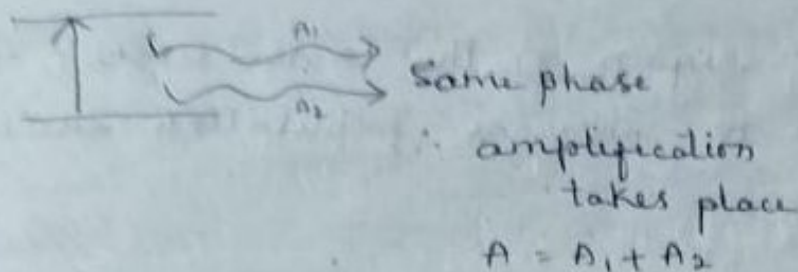 A1
A2
Same phase
∴ amplification
takes place
A = A1 + A2